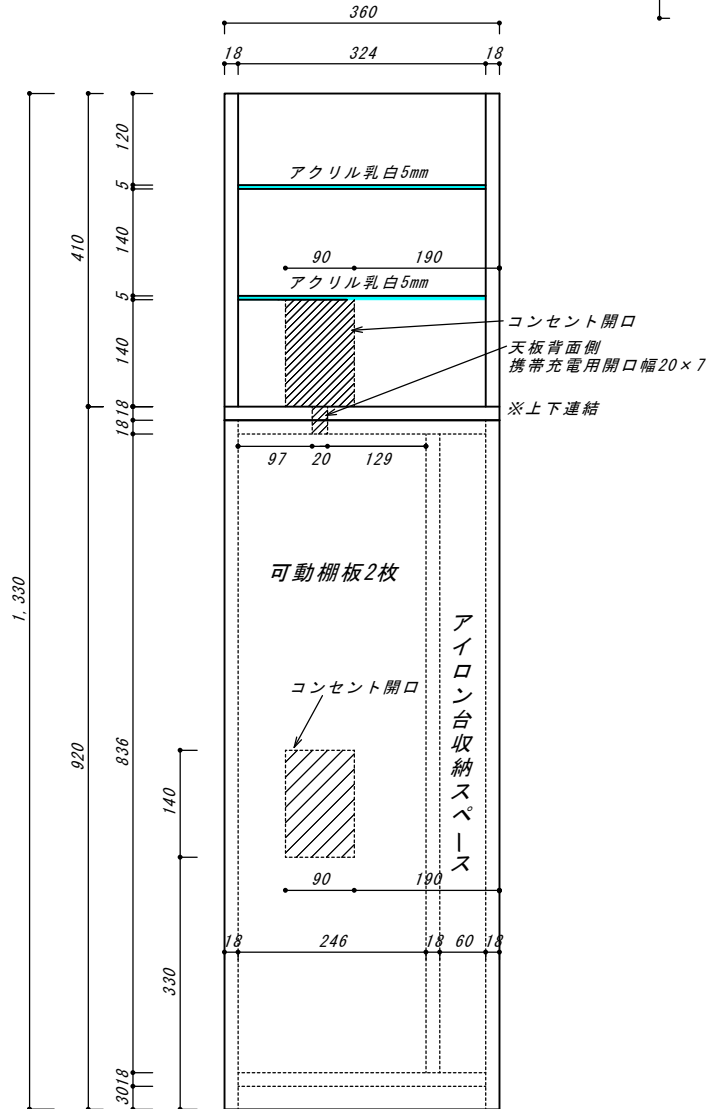 360
18 324 18
120
アクリル乳白5mm
5
140
410
90 190
アクリル乳白5mm
5
コンセント開口
天板背面側
携帯充電用開口幅20×7
140
※上下連結
18
18
97 20 129
可動棚板2枚
1,330
アイロン台収納スペース
コンセント開口
920
836
140
90 190
18 246 18 60 18
330
18
30